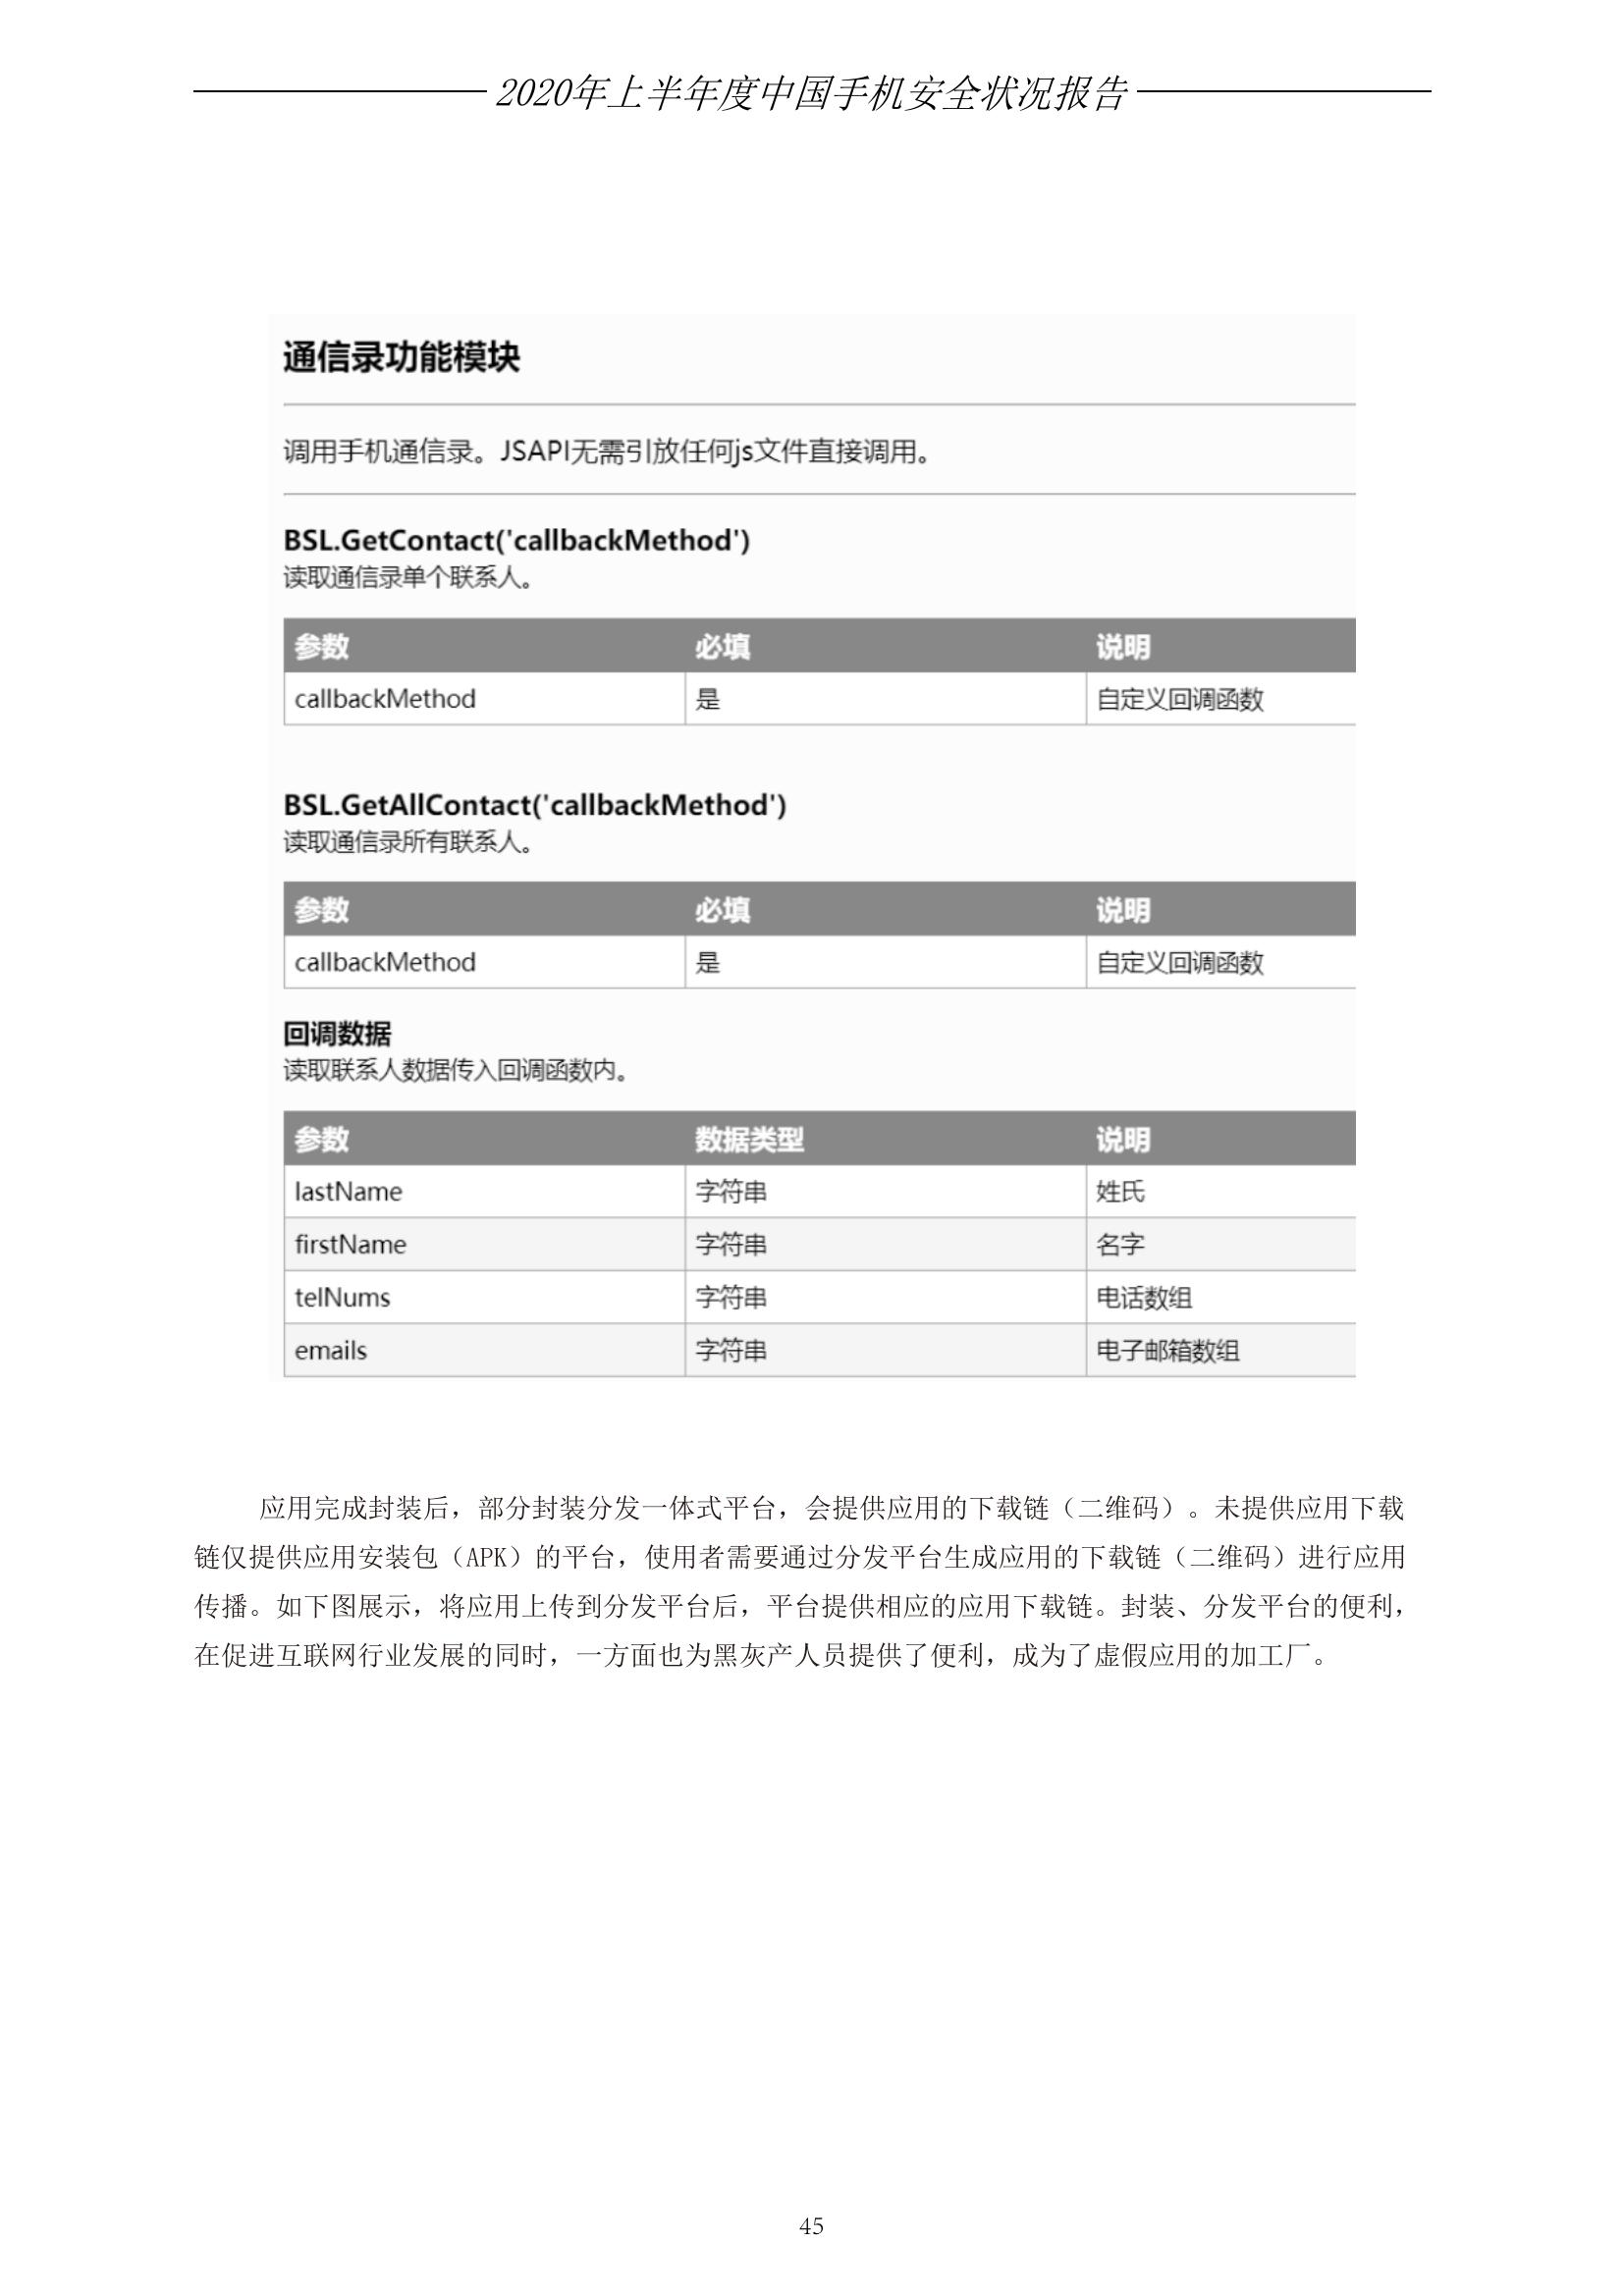 2020年上半年度中国手机安全状况报告
通信录功能模块
调用手机通信录。JSAPI无需引放任何js文件直接调用。
BSL.GetContact('callbackMethod')
读取通信录单个联系人。
参数 必填 说明
callbackMethod 是 自定义回调函数
BSL.GetAllContact('callbackMethod')
读取通信录所有联系人。
参数 必填 说明
callbackMethod 是 自定义回调函数
回调数据
读取联系人数据传入回调函数内。
参数 数据类型 说明
lastName 字符串 姓氏
firstName 字符串 名字
telNums 字符串 电话数组
emails 字符串 电子邮箱数组
应用完成封装后，部分封装分发一体式平台，会提供应用的下载链（二维码）。未提供应用下载
链仅提供应用安装包（APK）的平台，使用者需要通过分发平台生成应用的下载链（二维码）进行应用
传播。如下图展示，将应用上传到分发平台后，平台提供相应的应用下载链。封装、分发平台的便利，
在促进互联网行业发展的同时，一方面也为黑灰产人员提供了便利，成为了虚假应用的加工厂。
45